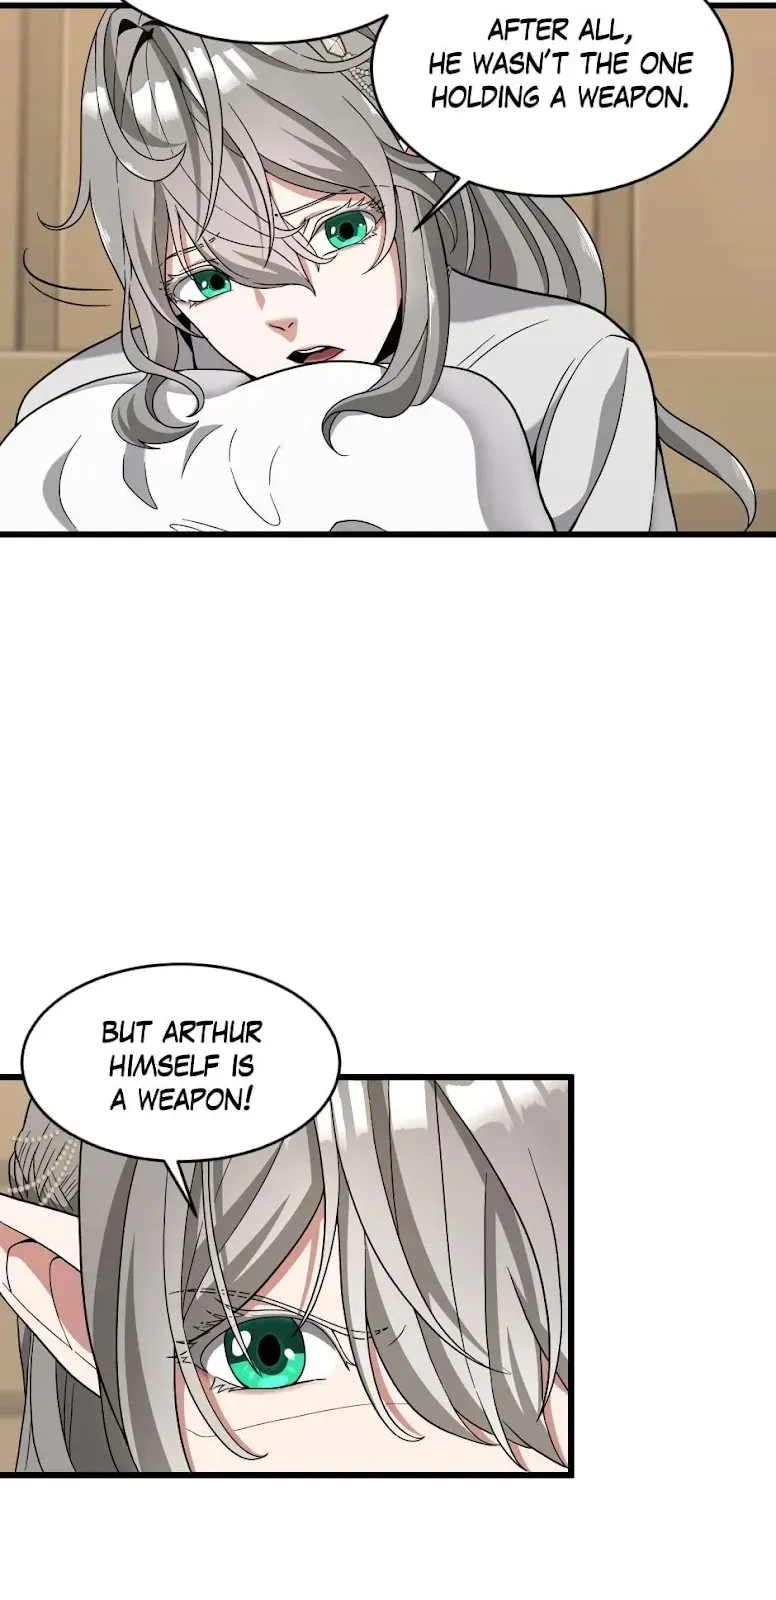 AFTER ALL,
HE WASN'T THE ONE
HOLDING A WEAPON.
BUT ARTHUR
HIMSELF IS
A WEAPON!